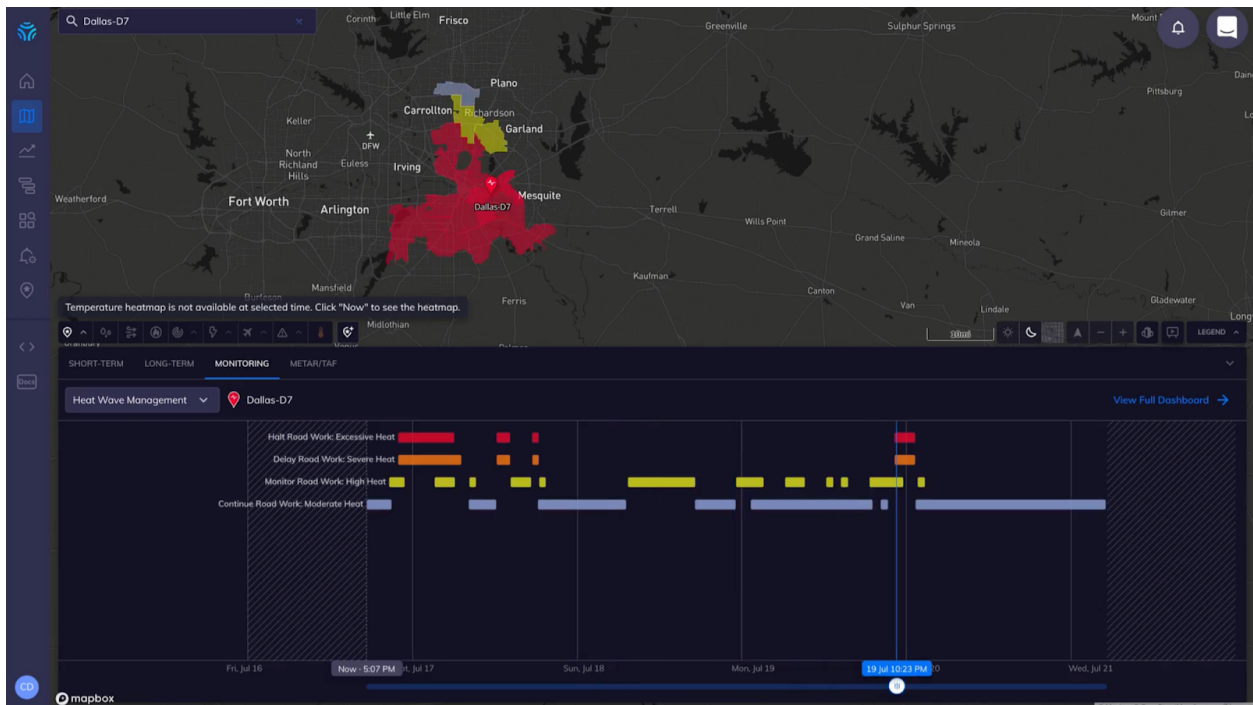 Dallas-D7
Corinth
Little Elm
Frisco
Greenville
Sulphur Springs
Plano
Pittsburg
Carrollton
Richardson
Keller
Garland
DFW
North
Richland
Hills
Euless
Irving
Weatherford
Fort Worth
Arlington
Mesquite
Dallas-D7
Terrell
Wills Point
Gilmer
Grand Saline
Mineola
Kaufman
Canton
Mansfield
Burleson
Ferris
Van
Lindale
Gladewater
Temperature heatmap is not available at selected time. Click "Now" to see the heatmap.
Midlothian
10mi
LEGEND
SHORT-TERM
LONG-TERM
MONITORING
METAR/TAF
Docs
Heat Wave Management
Dallas-D7
View Full Dashboard
Halt Road Work: Excessive Heat
Delay Road Work: Severe Heat
Monitor Road Work: High Heat
Continue Road Work: Moderate Heat
Fri, Jul 16
Now - 5:07 PM
t, Jul 17
Sun, Jul 18
Mon, Jul 19
19 Jul 10:23 PM
20
Wed, Jul 21
CD
mapbox